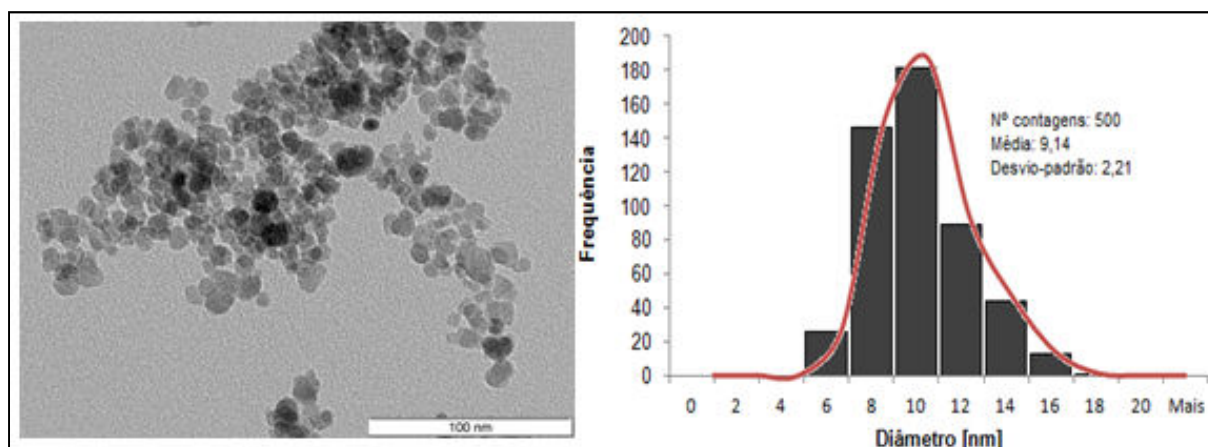 100 nm
Frequência
200
180
160
140
120
100
80
60
40
20
0
Nº contagens: 500
Média: 9,14
Desvio-padrão: 2,21
0 2 4 6 8 10 12 14 16 18 20 Mais
Diâmetro [nm]